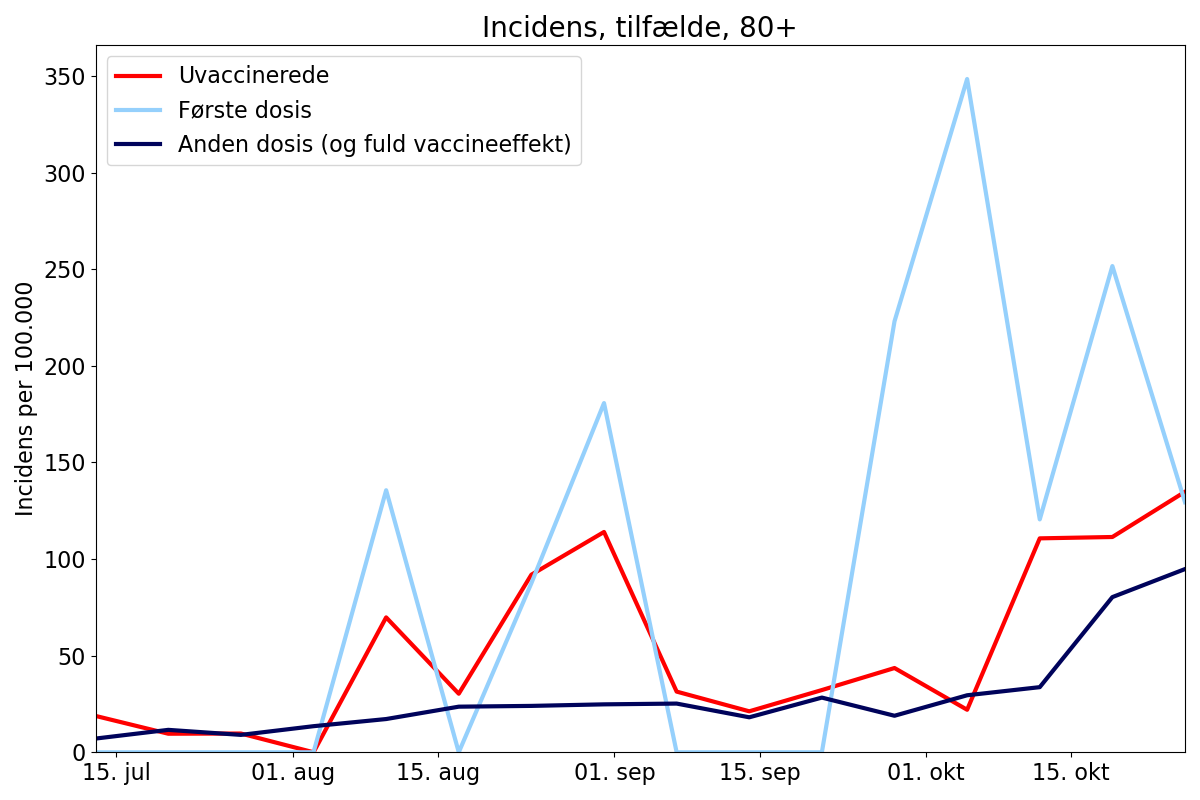 Incidens, tilfælde, 80+
Uvaccinerede
Første dosis
Anden dosis (og fuld vaccineeffekt)
Incidens per 100.000
350
300
250
200
150
100
50
0
15. jul 01. aug 15. aug 01. sep 15. sep 01. okt 15. okt